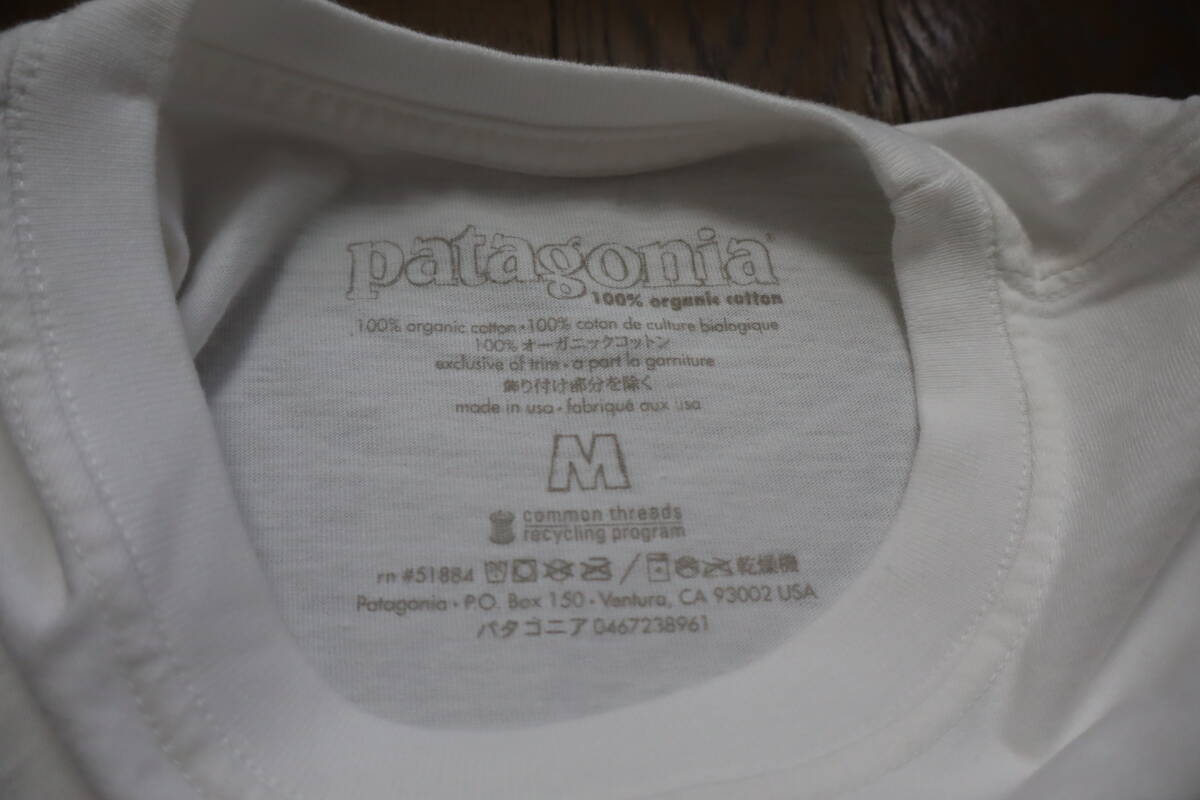 patagonia®
100% organic cotton
100% organic cotton • 100% coton de culture biologique
100% オーガニックコットン
exclusive of trim • a part la garniture
飾り付け部分を除く
made in usa • fabriqué aux usa
M
common threads
recycling program
rn #51884 / 乾燥機
Patagonia • P.O. Box 150 • Ventura, CA 93002 USA
パタゴニア 0467238961